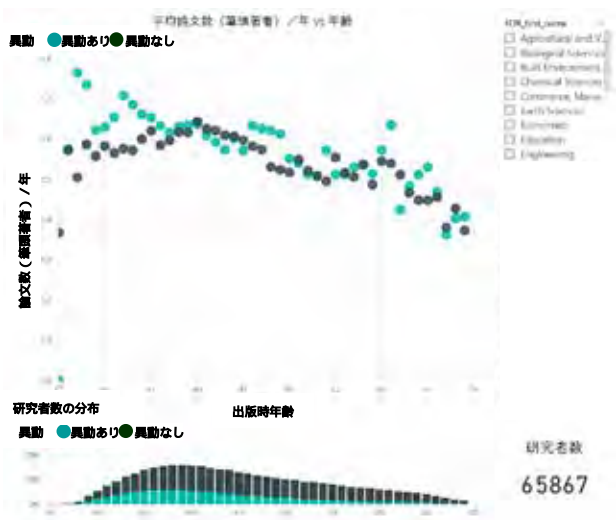 平均論文数（筆頭著者）／年 vs 年齢
異動 異動あり 異動なし
論文数（筆頭著者）/ 年
出版時年齢
FOR_first_name
Agricultural and V...
Biological Sciences
Built Environment...
Chemical Sciences
Commerce, Mana...
Earth Sciences
Economics
Education
Engineering
研究者数の分布
異動 異動あり 異動なし
研究者数
65867